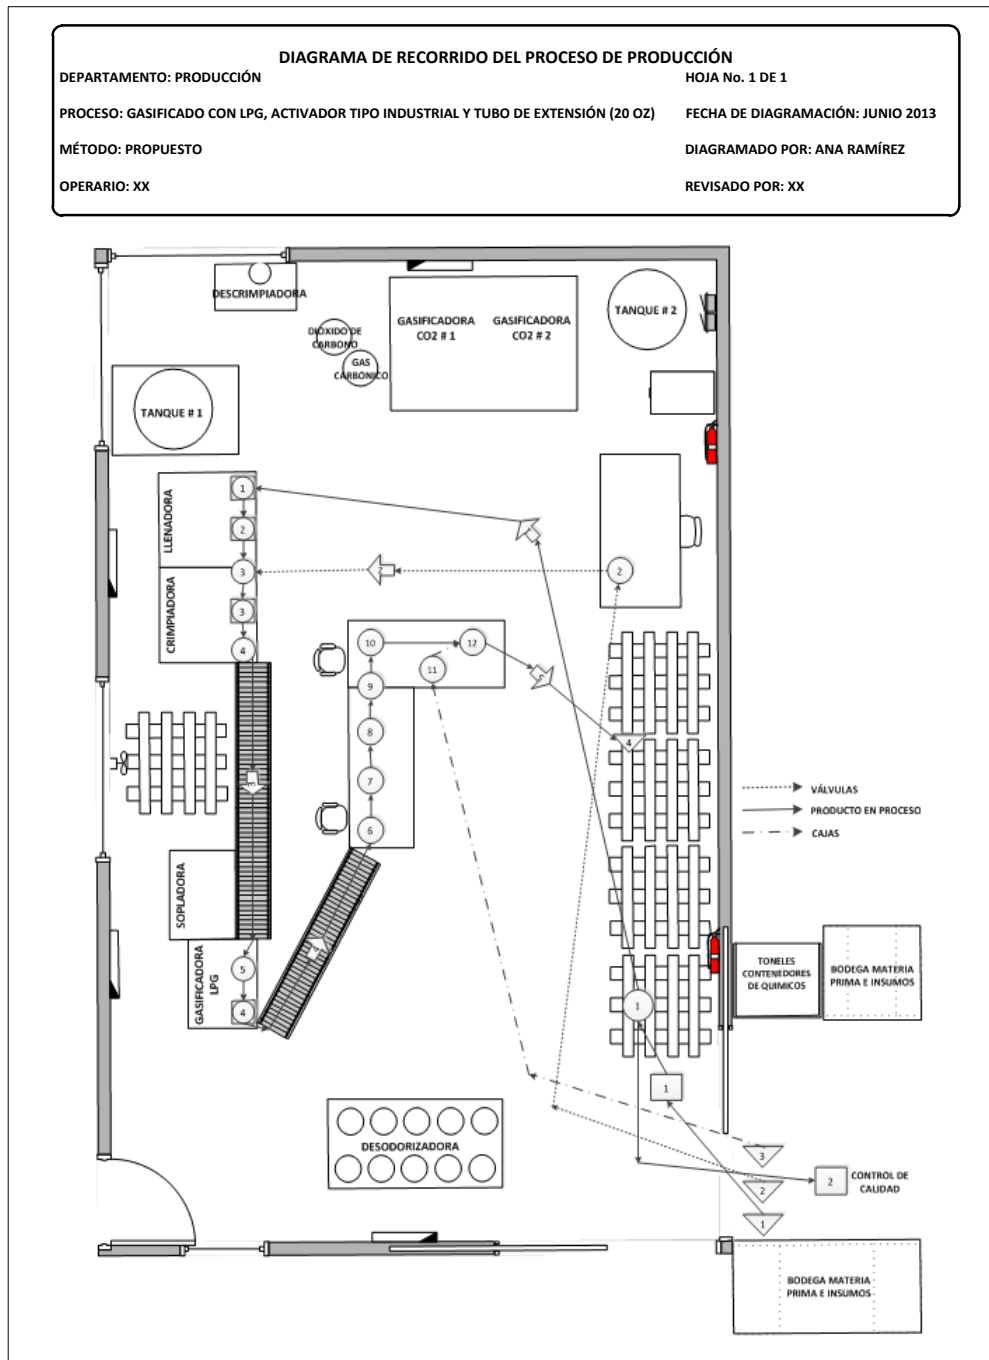 DIAGRAMA DE RECORRIDO DEL PROCESO DE PRODUCCIÓN
DEPARTAMENTO: PRODUCCIÓN
HOJA No. 1 DE 1
PROCESO: GASIFICADO CON LPG, ACTIVADOR TIPO INDUSTRIAL Y TUBO DE EXTENSIÓN (20 OZ)
FECHA DE DIAGRAMACIÓN: JUNIO 2013
MÉTODO: PROPUESTO
DIAGRAMADO POR: ANA RAMÍREZ
OPERARIO: XX
REVISADO POR: XX
DESCRIMPIADORA
DIOXIDO DE
CARBONO
GAS
CARBONICO
GASIFICADORA
CO2 # 1
GASIFICADORA
CO2 # 2
TANQUE # 2
TANQUE # 1
LLENADORA
1
2
CRIMPIADORA
3
3
4
1
2
2
10
12
11
9
8
7
6
5
4
3
4
SOPLADORA
GASIFICADORA
LPG
5
4
VÁLVULAS
PRODUCTO EN PROCESO
CAJAS
TONELES
CONTENEDORES
DE QUIMICOS
BODEGA MATERIA
PRIMA E INSUMOS
1
1
DESODORIZADORA
3
2
1
2
CONTROL DE
CALIDAD
BODEGA MATERIA
PRIMA E INSUMOS